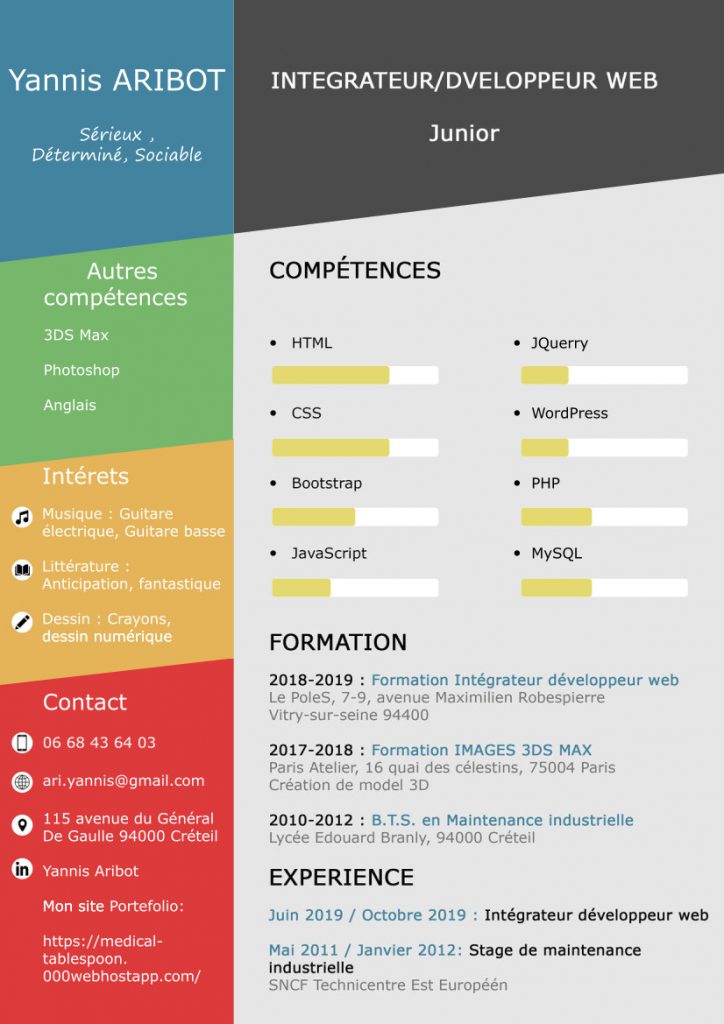 Yannis ARIBOT
Sérieux ,
Déterminé, Sociable
INTEGRATEUR/DVELOPPEUR WEB
Junior
Autres
compétences
3DS Max
Photoshop
Anglais
Intérets
Musique : Guitare
électrique, Guitare basse
Littérature :
Anticipation, fantastique
Dessin : Crayons,
dessin numérique
Contact
06 68 43 64 03
ari.yannis@gmail.com
115 avenue du Général
De Gaulle 94000 Créteil
in
Yannis Aribot
Mon site Portefolio:
https://medical-
tablespoon.
000webhostapp.com/
COMPÉTENCES
• HTML
• CSS
• Bootstrap
• JavaScript
• JQuerry
• WordPress
• PHP
• MySQL
FORMATION
2018-2019 : Formation Intégrateur développeur web
Le PoleS, 7-9, avenue Maximilien Robespierre
Vitry-sur-seine 94400
2017-2018 : Formation IMAGES 3DS MAX
Paris Atelier, 16 quai des célestins, 75004 Paris
Création de model 3D
2010-2012 : B.T.S. en Maintenance industrielle
Lycée Edouard Branly, 94000 Créteil
EXPERIENCE
Juin 2019 / Octobre 2019 : Intégrateur développeur web
Mai 2011 / Janvier 2012: Stage de maintenance
industrielle
SNCF Technicentre Est Européén